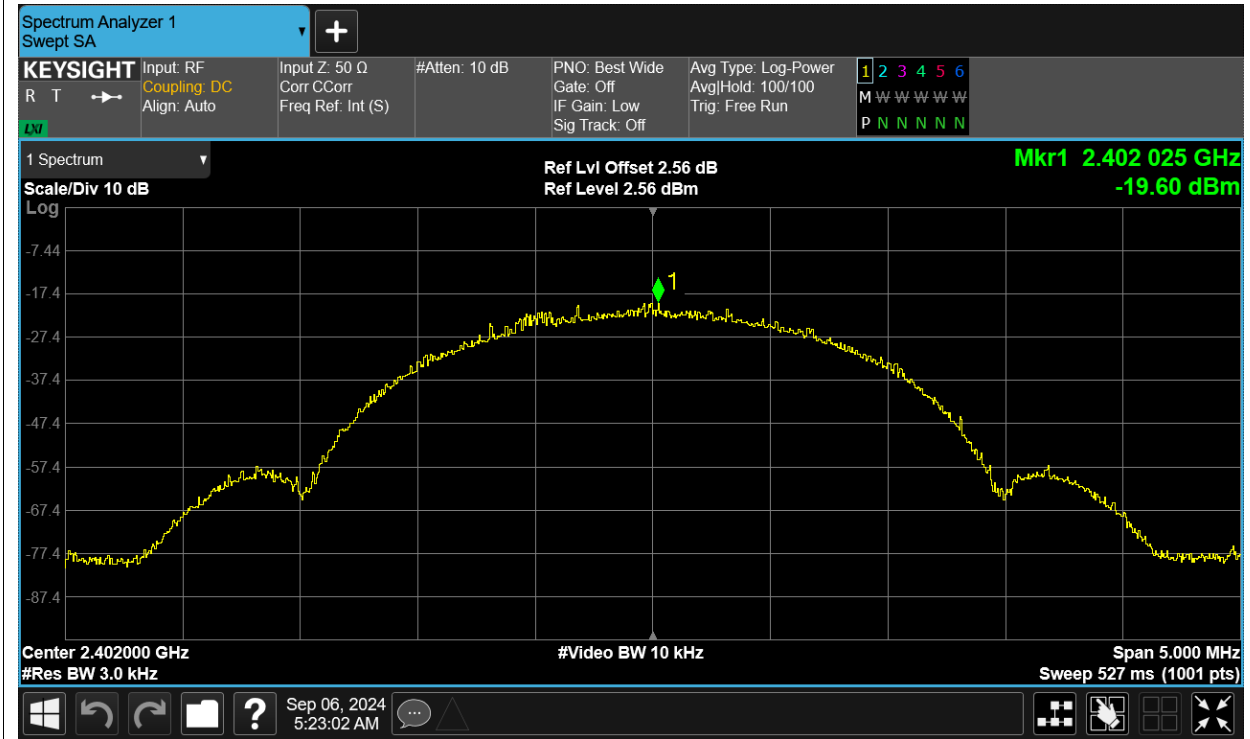 Spectrum Analyzer 1
Swept SA
+
KEYSIGHT
R T
LXI
Input: RF
Coupling: DC
Align: Auto
Input Z: 50 Ω
Corr CCorr
Freq Ref: Int (S)
#Atten: 10 dB
PNO: Best Wide
Gate: Off
IF Gain: Low
Sig Track: Off
Avg Type: Log-Power
Avg|Hold: 100/100
Trig: Free Run
1 2 3 4 5 6
M W W W W W
P N N N N N
1 Spectrum
Scale/Div 10 dB
Log
Ref Lvl Offset 2.56 dB
Ref Level 2.56 dBm
Mkr1 2.402 025 GHz
-19.60 dBm
1
-7.44
-17.4
-27.4
-37.4
-47.4
-57.4
-67.4
-77.4
-87.4
Center 2.402000 GHz
#Res BW 3.0 kHz
#Video BW 10 kHz
Span 5.000 MHz
Sweep 527 ms (1001 pts)
?
Sep 06, 2024
5:23:02 AM